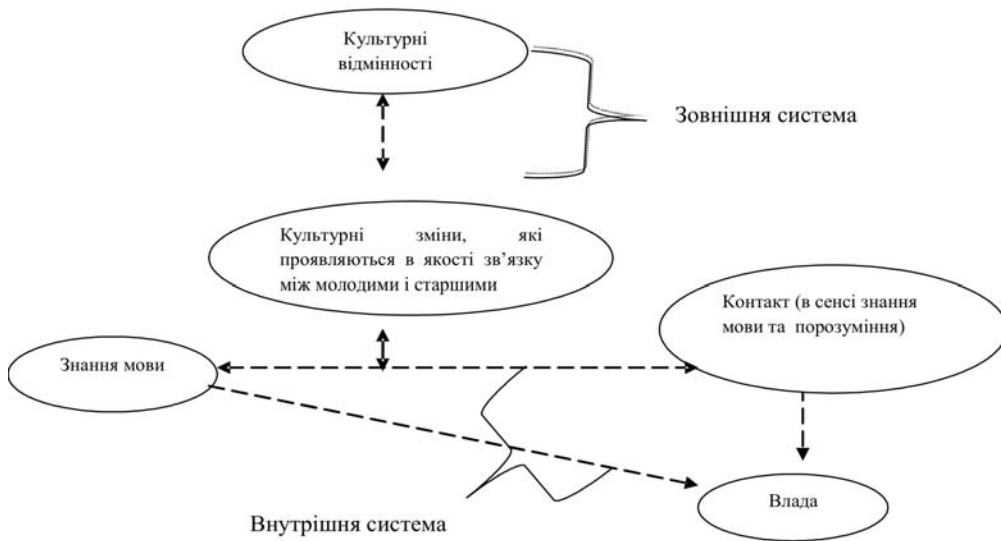 Культурні
відмінності
Зовнішня система
Культурні зміни, які
проявляються в якості зв’язку
між молодими і старшими
Контакт (в сенсі знання
мови та порозуміння)
Знання мови
Влада
Внутрішня система